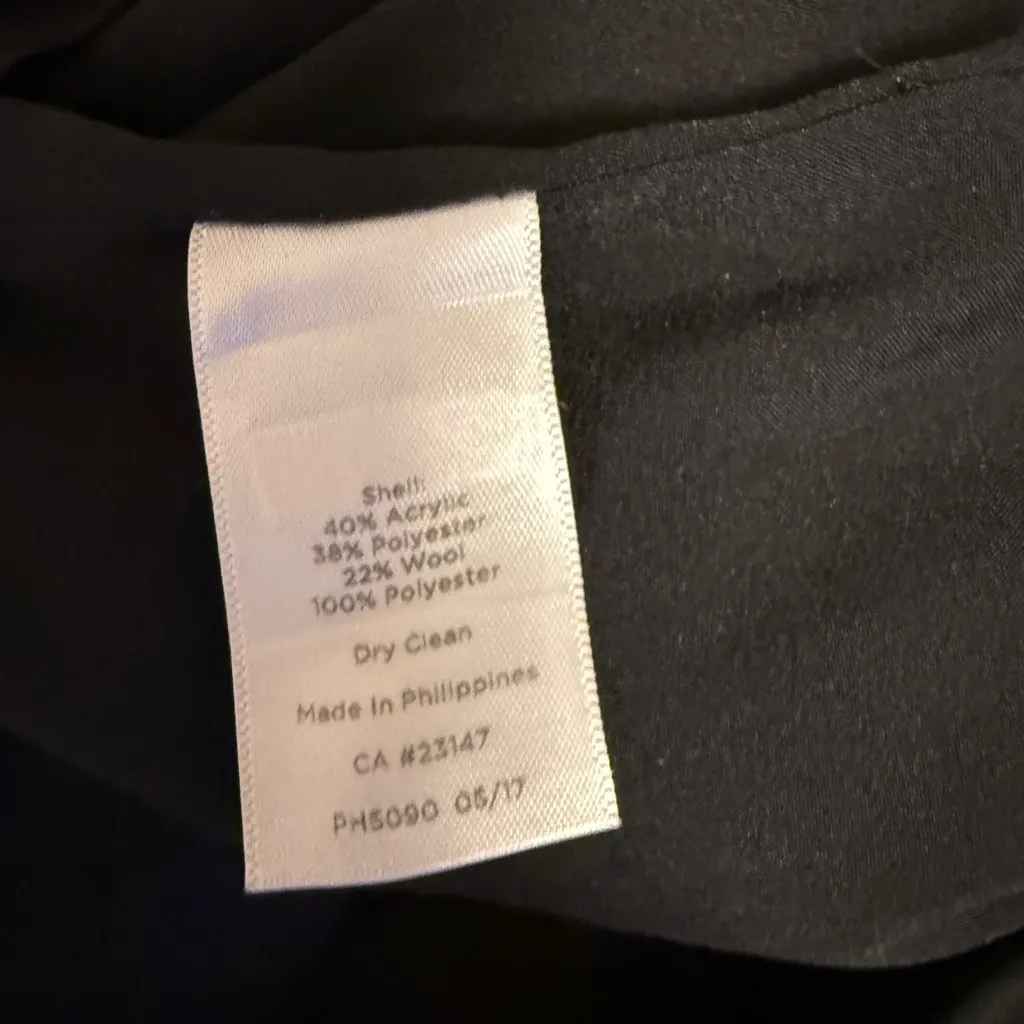 Shell:
40% Acrylic
38% Polyester
22% Wool
100% Polyester
Dry Clean
Made In Philippines
CA #23147
PH5090 05/17